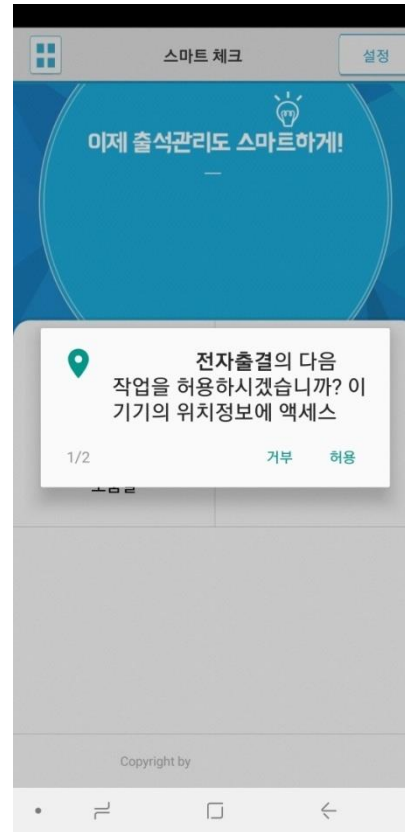 스마트 체크
설정
이제 출석관리도 스마트하게!
전자출결의 다음
작업을 허용하시겠습니까? 이
기기의 위치정보에 액세스
1/2
거부
허용
Copyright by